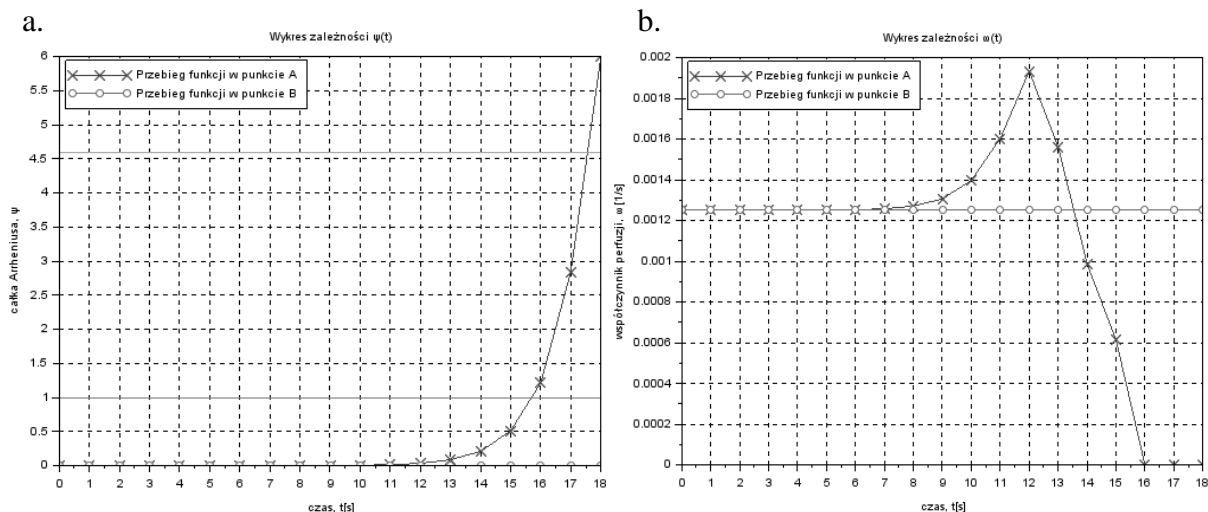 a.
Wykres zależności ψ(t)
Przebieg funkcji w punkcie A
Przebieg funkcji w punkcie B
całka Arrheniusa, ψ
6
5.5
5
4.5
4
3.5
3
2.5
2
1.5
1
0.5
0
0 1 2 3 4 5 6 7 8 9 10 11 12 13 14 15 16 17 18
czas, t[s]
b.
Wykres zależności ω(t)
Przebieg funkcji w punkcie A
Przebieg funkcji w punkcie B
współczynnik perfuzji, ω [1/s]
0.002
0.0018
0.0016
0.0014
0.0012
0.001
0.0008
0.0006
0.0004
0.0002
0
0 1 2 3 4 5 6 7 8 9 10 11 12 13 14 15 16 17 18
czas, t[s]